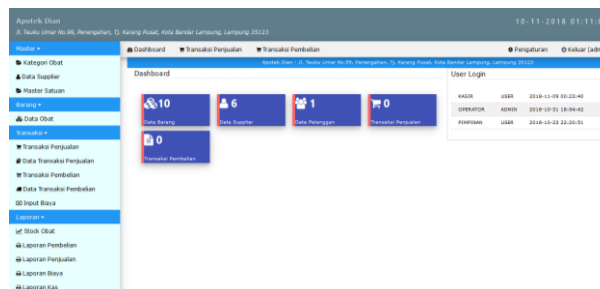 Apotek Dian
10-11-2018 01:11:
Jl. Teuku Umar No.99, Penengahan, Tj. Karang Pusat, Kota Bandar Lampung, Lampung 35123
Master
Dashboard Transaksi Penjualan Transaksi Pembelian Pengaturan Keluar (adm
Apotek Dian - Jl. Teuku Umar No.99, Penengahan, Tj. Karang Pusat, Kota Bandar Lampung, Lampung 35123
Kategori Obat
Data Supplier
Master Satuan
Barang
Data Obat
Transaksi
Transaksi Penjualan
Data Transaksi Penjualan
Transaksi Pembelian
Data Transaksi Pembelian
Input Biaya
Laporan
Stock Obat
Laporan Pembelian
Laporan Penjualan
Laporan Biaya
Laporan Kas
Dashboard
10
Data Barang
6
Data Supplier
1
Data Pelanggan
0
Transaksi Penjualan
0
Transaksi Pembelian
User Login
KASIR USER 2018-11-09 00:23:40
OPERATOR ADMIN 2018-10-31 18:54:42
PIMPINAN USER 2018-10-23 22:20:51